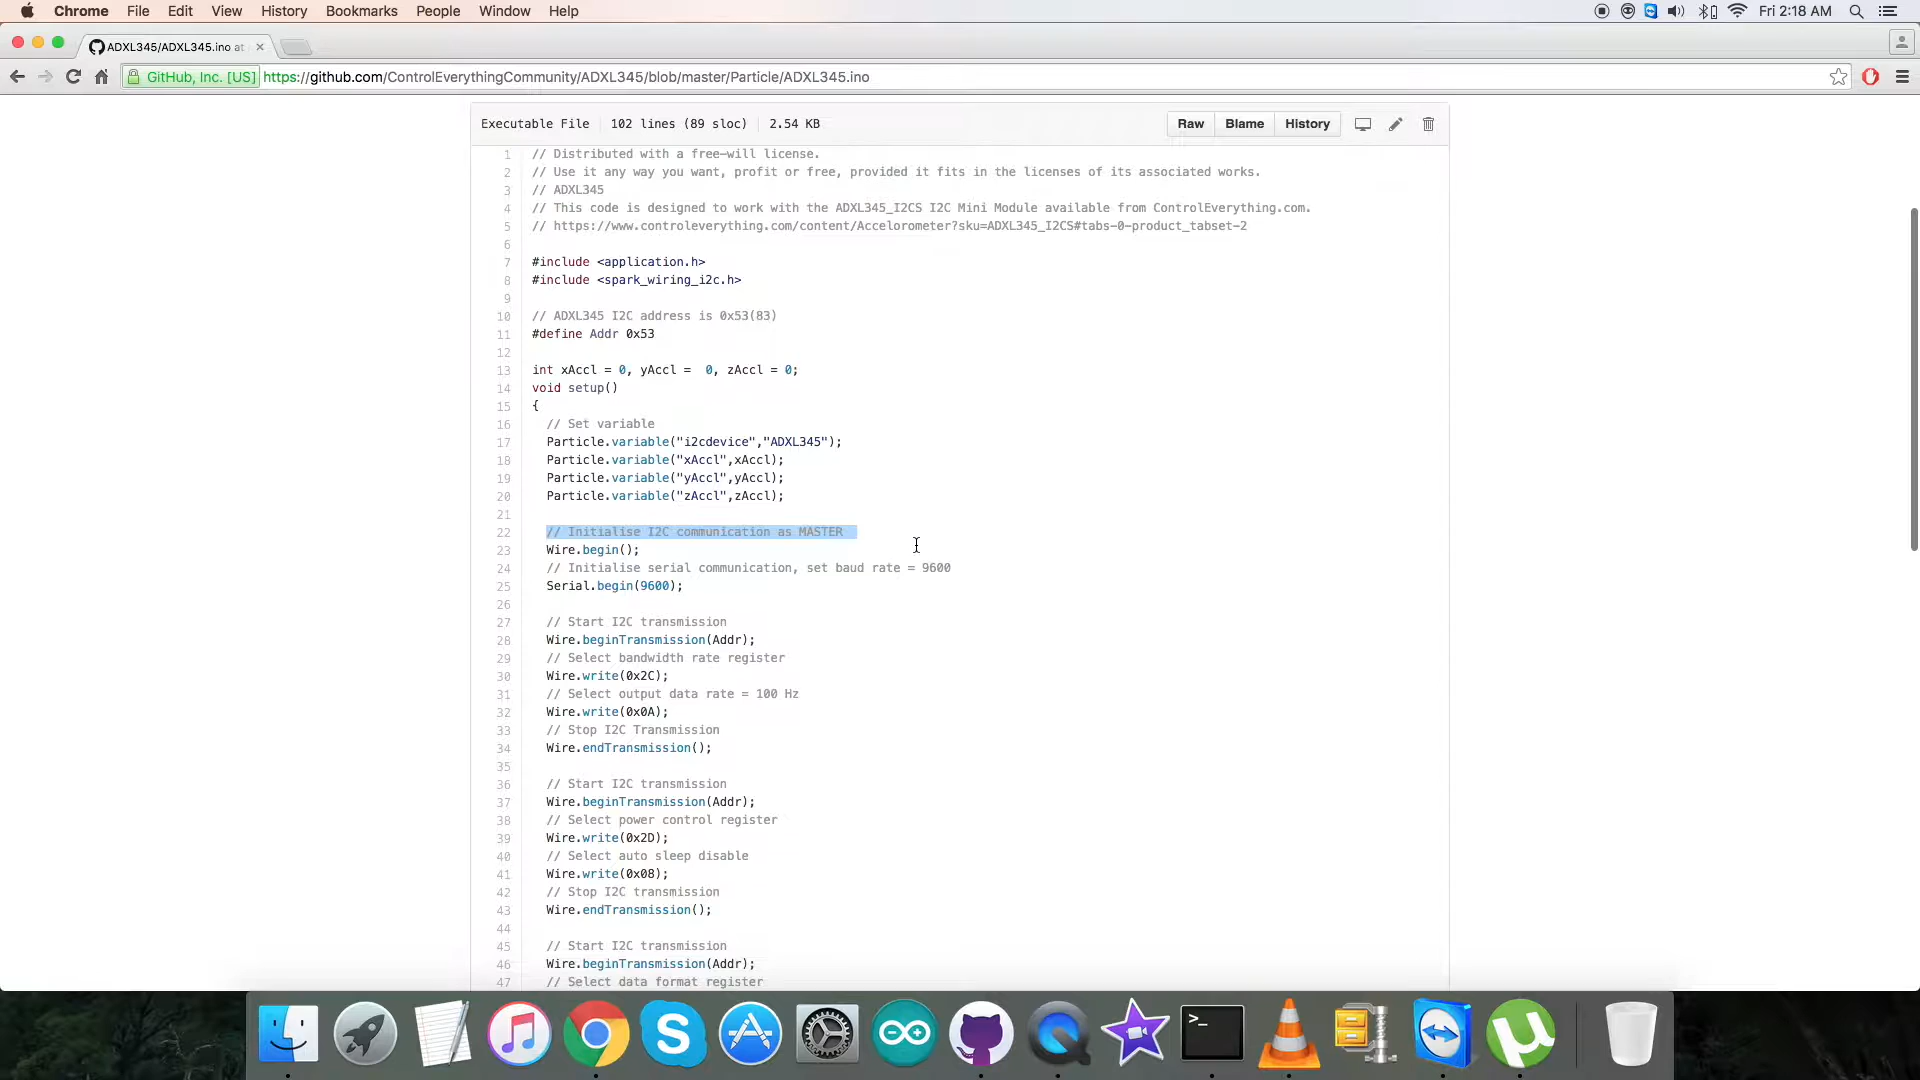 Chrome File Edit View History Bookmarks People Window Help Fri 2:18 AM
ADXL345/ADXL345.ino at
GitHub, Inc. [US] https://github.com/ControlEverythingCommunity/ADXL345/blob/master/Particle/ADXL345.ino
Executable File 102 lines (89 sloc) 2.54 KB Raw Blame History
1 // Distributed with a free-will license.
2 // Use it any way you want, profit or free, provided it fits in the licenses of its associated works.
3 // ADXL345
4 // This code is designed to work with the ADXL345_I2CS I2C Mini Module available from ControlEverything.com.
5 // https://www.controleverything.com/content/Accelorometer?sku=ADXL345_I2CS#tabs-0-product_tabset-2
6
7 #include <application.h>
8 #include <spark_wiring_i2c.h>
9
10 // ADXL345 I2C address is 0x53(83)
11 #define Addr 0x53
12
13 int xAccl = 0, yAccl =  0, zAccl = 0;
14 void setup()
15 {
16 // Set variable
17 Particle.variable("i2cdevice","ADXL345");
18 Particle.variable("xAccl",xAccl);
19 Particle.variable("yAccl",yAccl);
20 Particle.variable("zAccl",zAccl);
21
22 // Initialise I2C communication as MASTER
23 Wire.begin();
24 // Initialise serial communication, set baud rate = 9600
25 Serial.begin(9600);
26
27 // Start I2C transmission
28 Wire.beginTransmission(Addr);
29 // Select bandwidth rate register
30 Wire.write(0x2C);
31 // Select output data rate = 100 Hz
32 Wire.write(0x0A);
33 // Stop I2C Transmission
34 Wire.endTransmission();
35
36 // Start I2C transmission
37 Wire.beginTransmission(Addr);
38 // Select power control register
39 Wire.write(0x2D);
40 // Select auto sleep disable
41 Wire.write(0x08);
42 // Stop I2C transmission
43 Wire.endTransmission();
44
45 // Start I2C transmission
46 Wire.beginTransmission(Addr);
47 // Select data format register